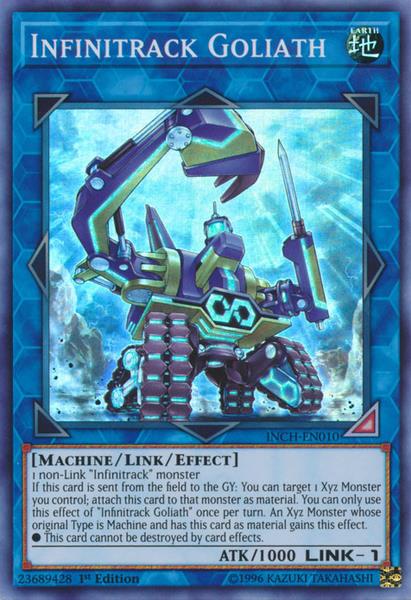 INFINITRACK GOLIATH
EARTH
地
INCH-EN010
[MACHINE/LINK/EFFECT]
1 non-Link "Infinitrack" monster
If this card is sent from the field to the GY: You can target 1 Xyz Monster
you control; attach this card to that monster as material. You can only use
this effect of "Infinitrack Goliath" once per turn. An Xyz Monster whose
original Type is Machine and has this card as material gains this effect.
● This card cannot be destroyed by card effects.
ATK/1000 LINK-1
23689428 1st Edition ©1996 KAZUKI TAKAHASHI